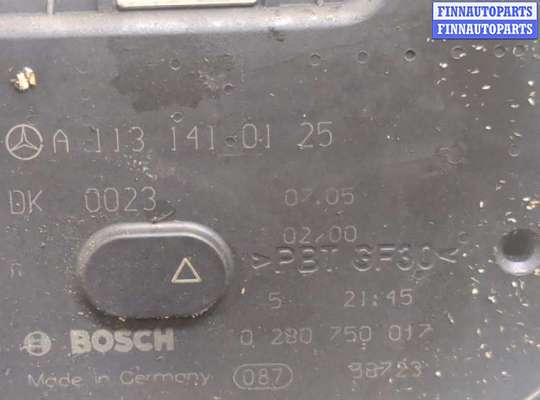 FINNAUTOPARTS
FINNAUTOPARTS
A 113 141 01 25
DK 0023 07.05
02/00
>PBT GF30<
5 21:45
BOSCH 0 280 750 017
Made in Germany 087 98723